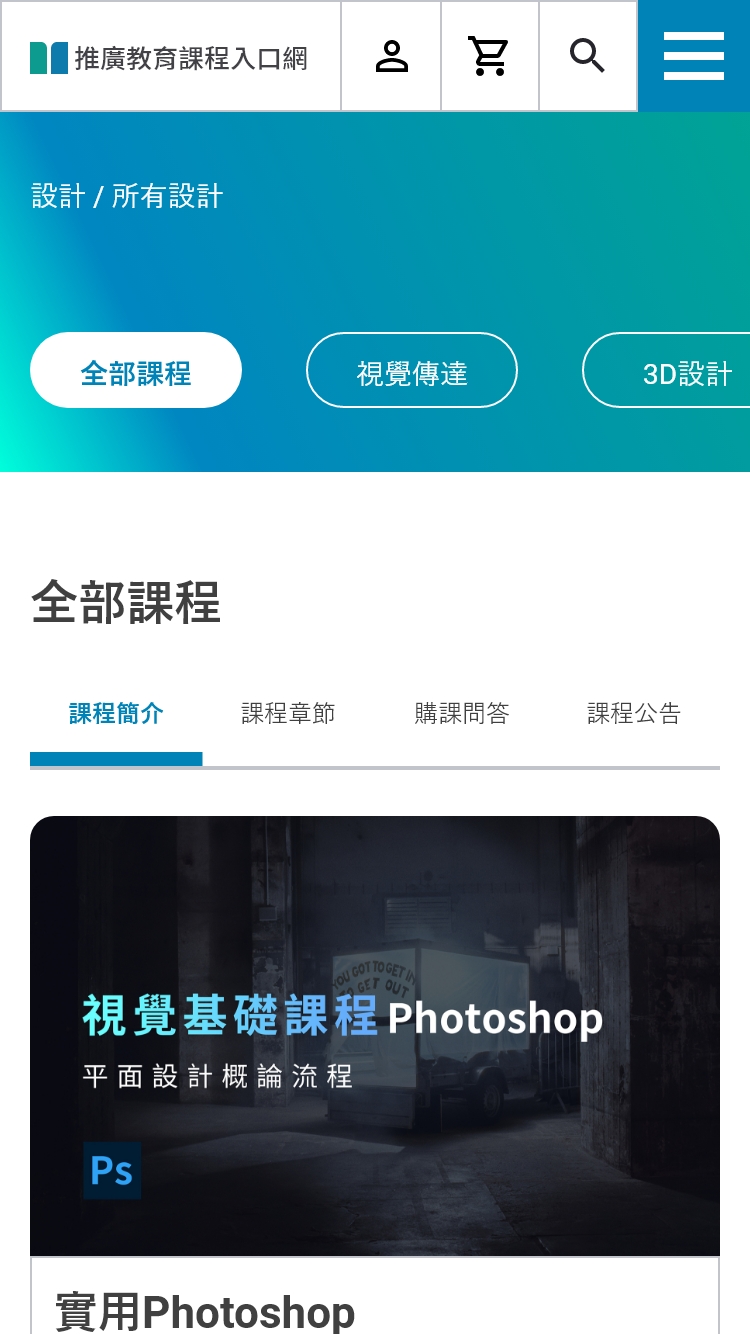 推廣教育課程入口網
設計 / 所有設計
全部課程
視覺傳達
3D設計
全部課程
課程簡介
課程章節
購課問答
課程公告
YOU GOT TO GET IN
TO GET OUT
視覺基礎課程 Photoshop
平面設計概論流程
Ps
實用Photoshop